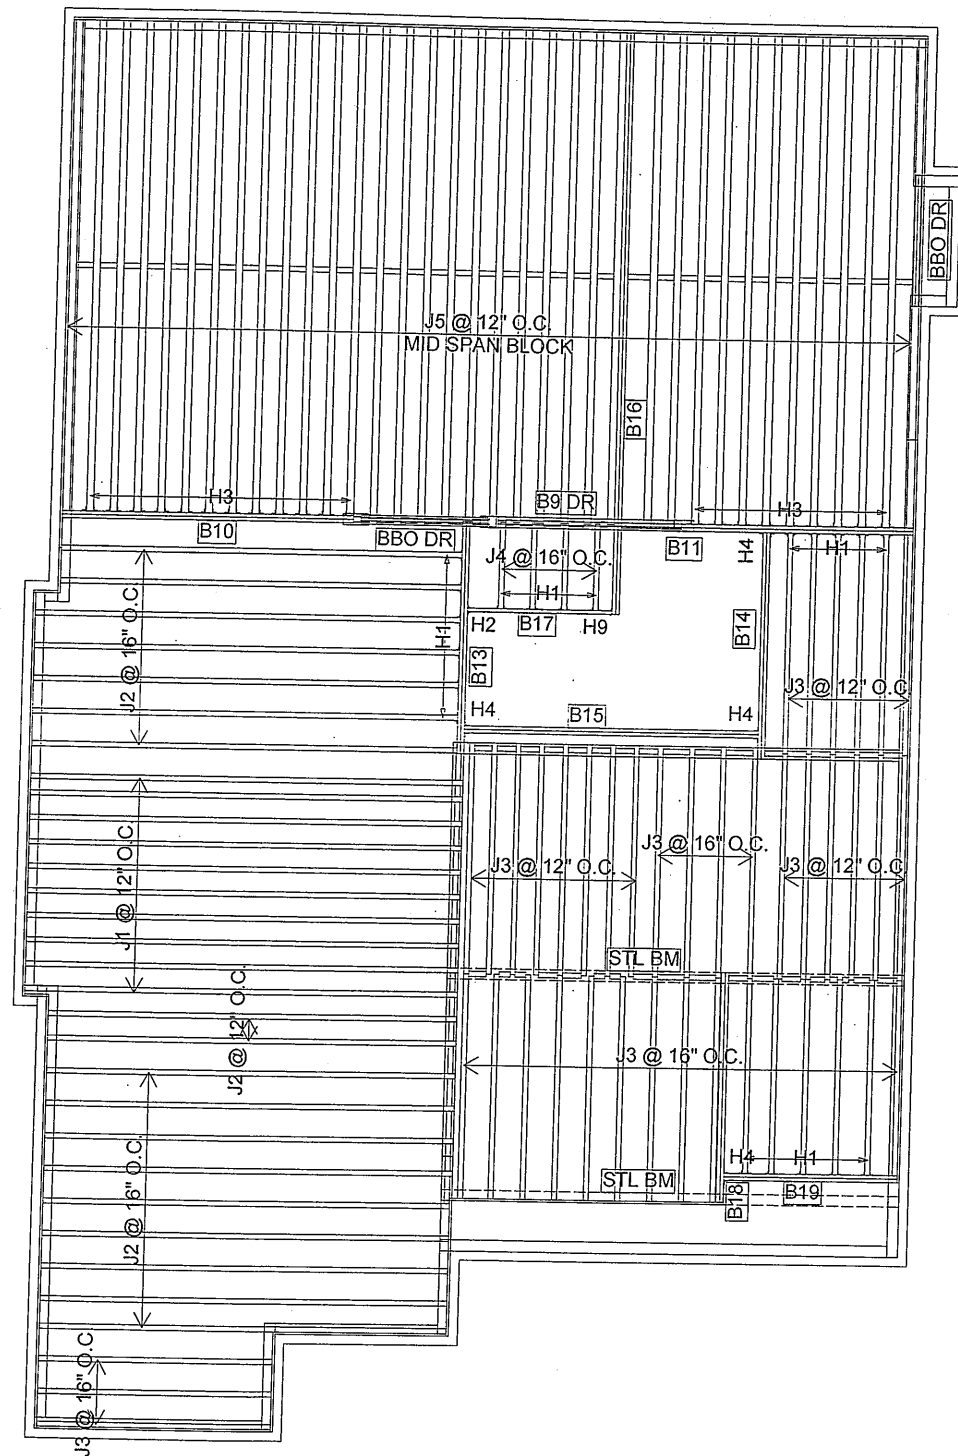 BBO DR
J5 @ 12" O.C.
MID SPAN BLOCK
B16
H3
B10
BBO DR
B9 DR
H3
B11
H4
H1
J4 @ 16" O.C.
H1
H2
B17
H9
H1
B13
B14
J2 @ 16" O.C.
J3 @ 12" O.C.
H4
B15
H4
J1 @ 12" O.C.
J3 @ 12" O.C.
J3 @ 16" O.C.
J3 @ 12" O.C.
STL BM
J2 @ 12" O.C.
J3 @ 16" O.C.
J2 @ 16" O.C.
H4
H1
STL BM
B18
B19
J3 @ 16" O.C.